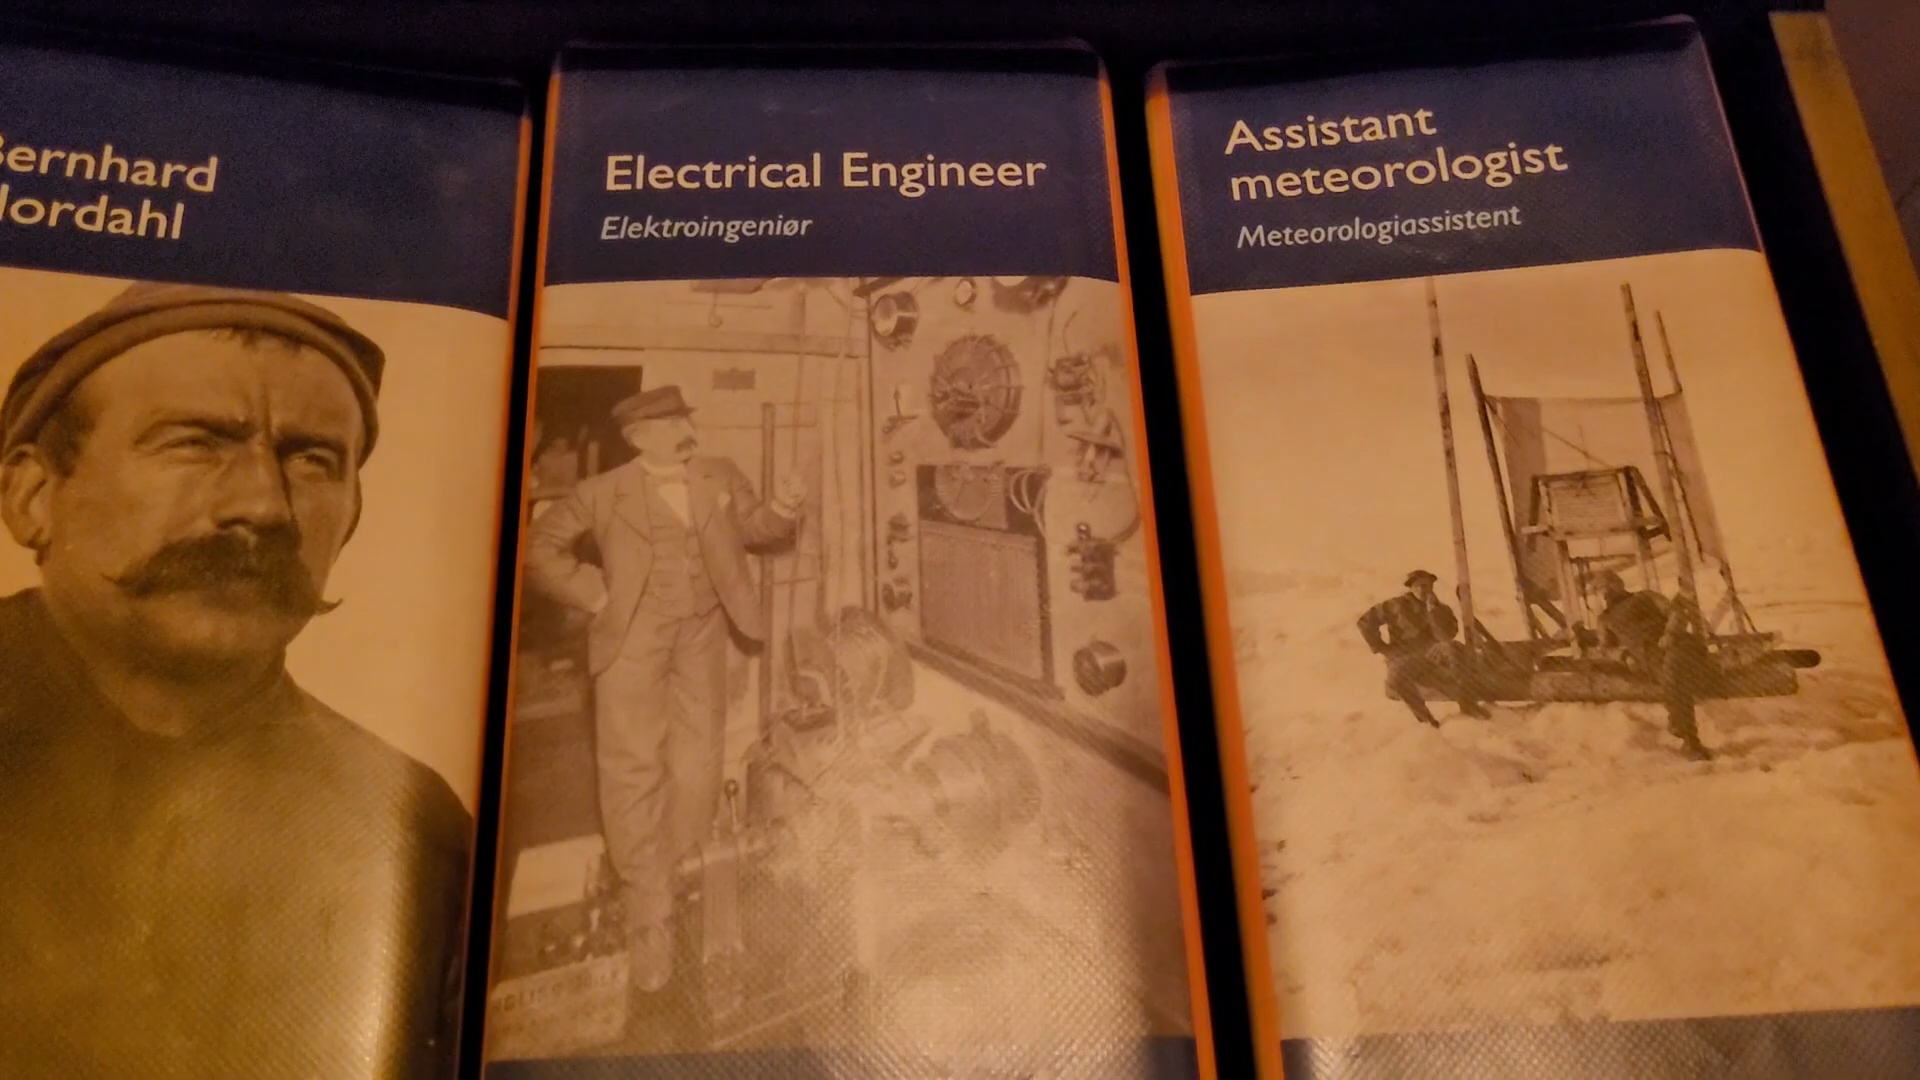 Bernhard
Nordahl
Electrical Engineer
Elektroingeniør
Assistant
meteorologist
Meteorologiassistent